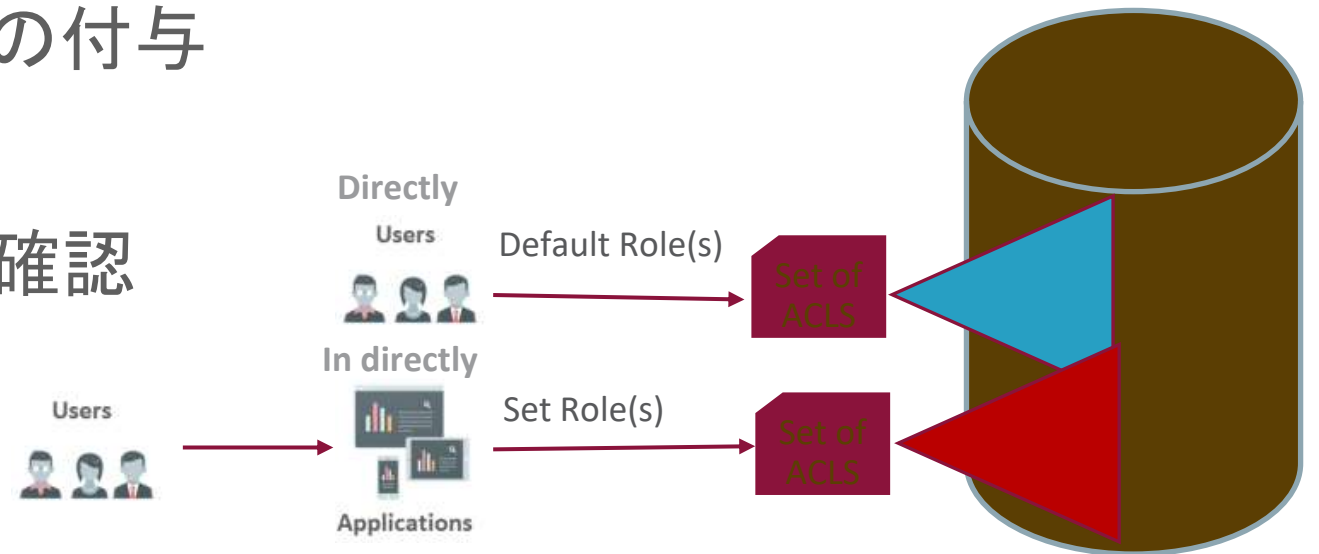 の付与
確認
Directly
Users
Default Role(s)
Set of
ACLS
In directly
Users
Set Role(s)
Set of
ACLS
Applications